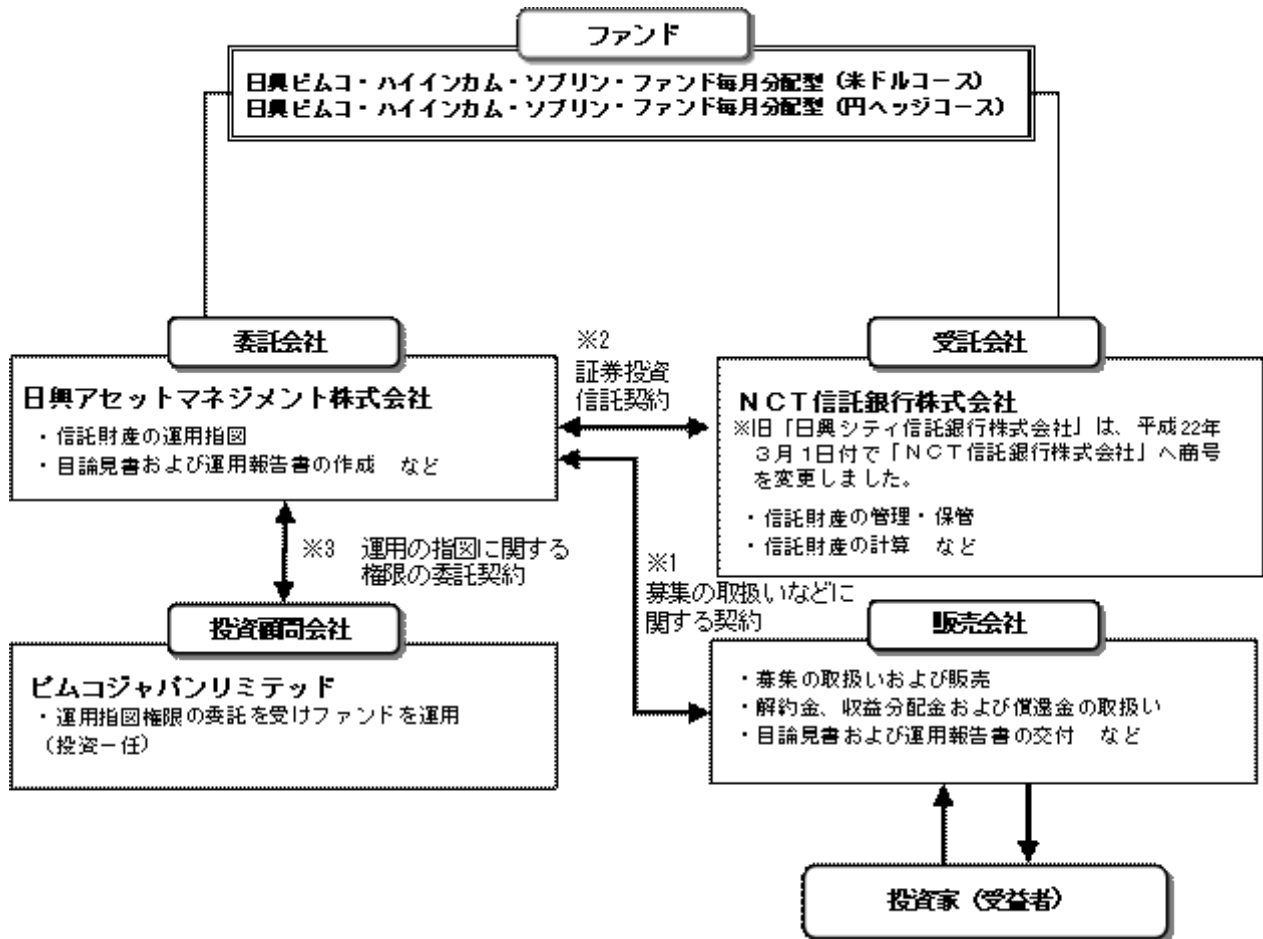 ファンド
日興ピムコ・ハイインカム・ソブリン・ファンド毎月分配型（米ドルコース）
日興ピムコ・ハイインカム・ソブリン・ファンド毎月分配型（円ヘッジコース）
委託会社
日興アセットマネジメント株式会社
・信託財産の運用指図
・目論見書および運用報告書の作成　など
※2
証券投資
信託契約
受託会社
ＮＣＴ信託銀行株式会社
※旧「日興シティ信託銀行株式会社」は、平成22年
３月１日付で「ＮＣＴ信託銀行株式会社」へ商号
を変更しました。
・信託財産の管理・保管
・信託財産の計算　など
※3　運用の指図に関する
権限の委託契約
※1
募集の取扱いなどに
関する契約
投資顧問会社
ピムコジャパンリミテッド
・運用指図権限の委託を受けファンドを運用
（投資一任）
販売会社
・募集の取扱いおよび販売
・解約金、収益分配金および償還金の取扱い
・目論見書および運用報告書の交付　など
投資家（受益者）